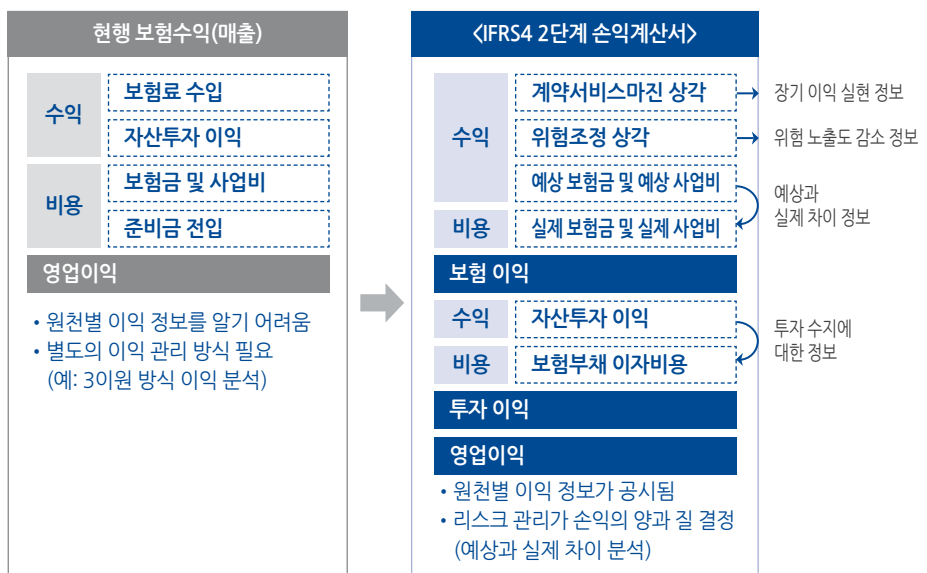 현행 보험수익(매출)
수익
보험료 수입
자산투자 이익
비용
보험금 및 사업비
준비금 전입
영업이익
• 원천별 이익 정보를 알기 어려움
• 별도의 이익 관리 방식 필요
(예: 3이원 방식 이익 분석)
〈IFRS4 2단계 손익계산서〉
수익
계약서비스마진 상각
장기 이익 실현 정보
위험조정 상각
위험 노출도 감소 정보
예상 보험금 및 예상 사업비
예상과
실제 차이 정보
비용
실제 보험금 및 실제 사업비
보험 이익
수익
자산투자 이익
투자 수지에
대한 정보
비용
보험부채 이자비용
투자 이익
영업이익
• 원천별 이익 정보가 공시됨
• 리스크 관리가 손익의 양과 질 결정
(예상과 실제 차이 분석)